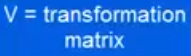 V = transformation
matrix